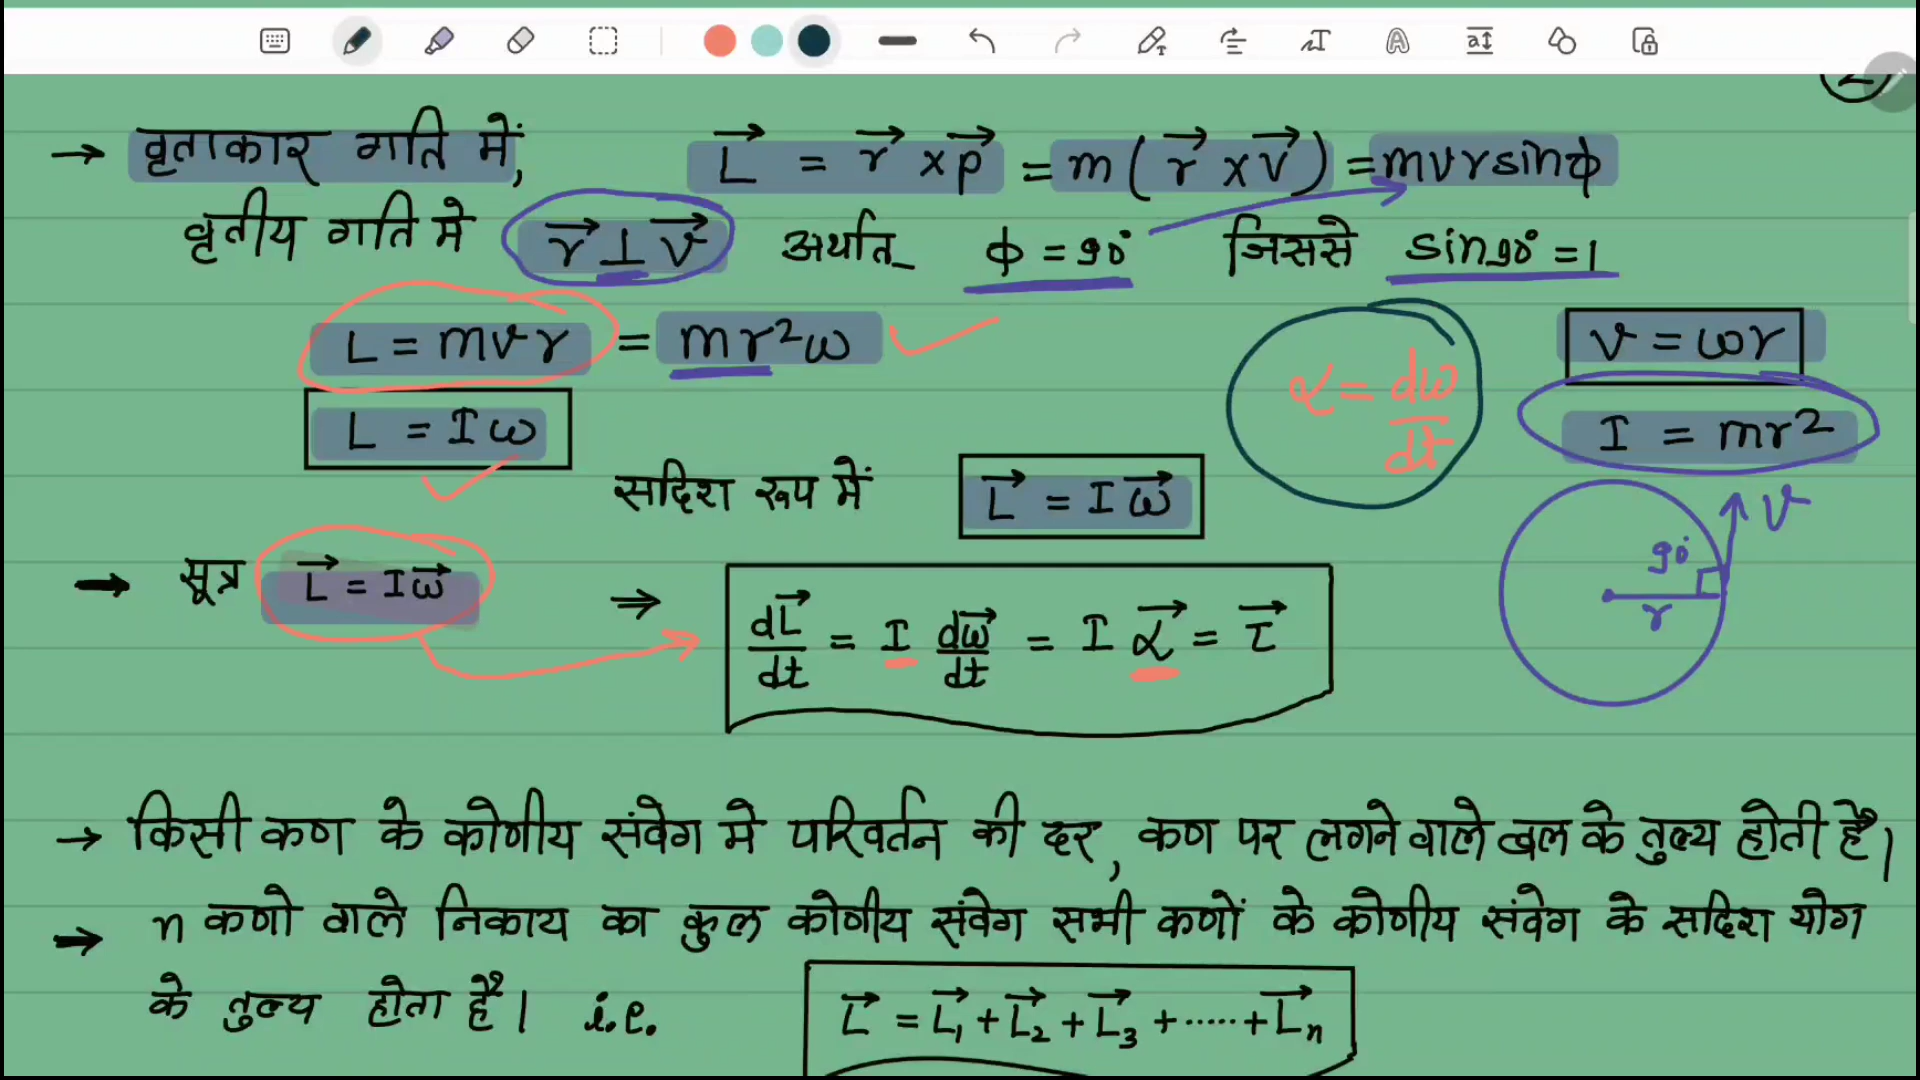 → वृताकार गति में, L⃗ = r⃗ × p⃗ = m ( r⃗ × v⃗ ) = mvr sinϕ
वृतीय गति मे r⃗ ⊥ v⃗ अर्थात् ϕ = 90° जिससे sin90° = 1
L = mvr = mr²ω
v = ωr
α = dω/dt
L = Iω
I = mr²
सदिश रूप में L⃗ = Iω⃗
v
90°
r
→ सूत्र L⃗ = Iω⃗ ⇒ dL⃗/dt = I dω⃗/dt = I α⃗ = τ⃗
→ किसी कण के कोणीय संवेग मे परिवर्तन की दर, कण पर लगने वाले बल के तुल्य होती है।
→ n कणो वाले निकाय का कुल कोणीय संवेग सभी कणों के कोणीय संवेग के सदिश योग
के तुल्य होता है। i.e. L⃗ = L⃗₁ + L⃗₂ + L⃗₃ + ..... + L⃗ₙ